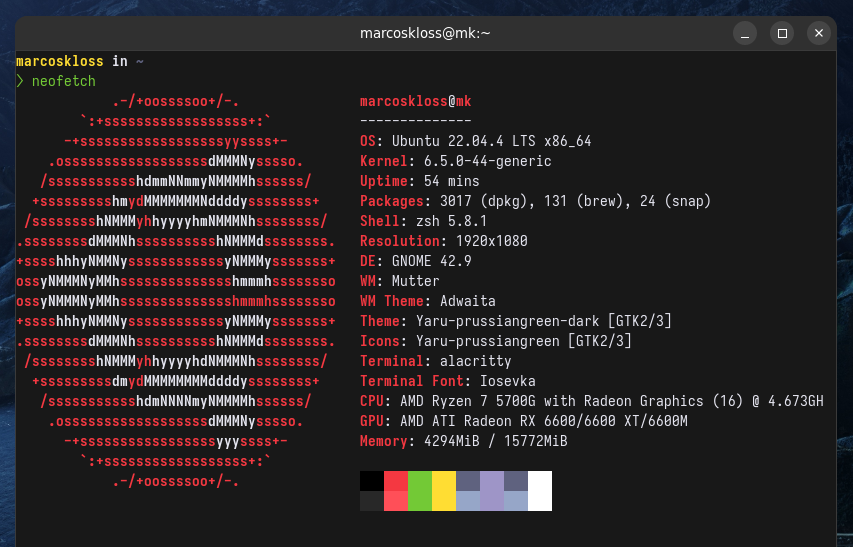 marcoskloss@mk:~
marcoskloss in ~
❯ neofetch
            .-/+oossssoo+/-.               marcoskloss@mk
        `:+ssssssssssssssssss+:`           --------------
      -+ssssssssssssssssssyyssss+-         OS: Ubuntu 22.04.4 LTS x86_64
    .ossssssssssssssssssdMMMNysssso.       Kernel: 6.5.0-44-generic
   /ssssssssssshdmmNNmmyNMMMMhssssss/      Uptime: 54 mins
  +ssssssssshmydMMMMMMMNddddyssssssss+     Packages: 3017 (dpkg), 131 (brew), 24 (snap)
 /sssssssshNMMMyhhyyyyhmNMMMNhssssssss/    Shell: zsh 5.8.1
.ssssssssdMMMNhsssssssssshNMMMdssssssss.   Resolution: 1920x1080
+sssshhhyNMMNyssssssssssssyNMMMysssssss+   DE: GNOME 42.9
ossyNMMMNyMMhsssssssssssssshmmmhssssssso   WM: Mutter
ossyNMMMNyMMhsssssssssssssshmmmhssssssso   WM Theme: Adwaita
+sssshhhyNMMNyssssssssssssyNMMMysssssss+   Theme: Yaru-prussiangreen-dark [GTK2/3]
.ssssssssdMMMNhsssssssssshNMMMdssssssss.   Icons: Yaru-prussiangreen [GTK2/3]
 /sssssssshNMMMyhhyyyyhdNMMMNhssssssss/    Terminal: alacritty
  +sssssssssdmydMMMMMMMMddddyssssssss+     Terminal Font: Iosevka
   /ssssssssssshdmNNNNmyNMMMMhssssss/      CPU: AMD Ryzen 7 5700G with Radeon Graphics (16) @ 4.673GH
    .ossssssssssssssssssdMMMNysssso.       GPU: AMD ATI Radeon RX 6600/6600 XT/6600M
      -+sssssssssssssssssyyyssss+-         Memory: 4294MiB / 15772MiB
        `:+ssssssssssssssssss+:`
            .-/+oossssoo+/-.